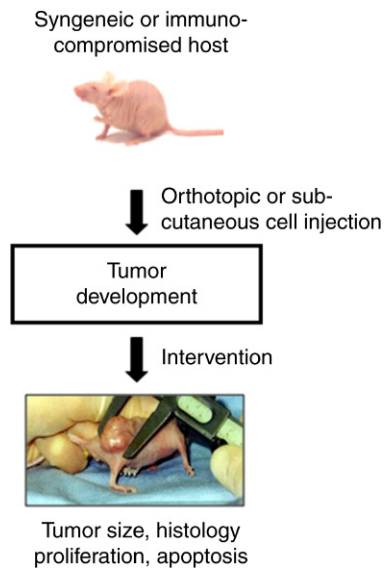 Syngeneic or immuno-
compromised host
Orthotopic or sub-
cutaneous cell injection
Tumor
development
Intervention
Tumor size, histology
proliferation, apoptosis